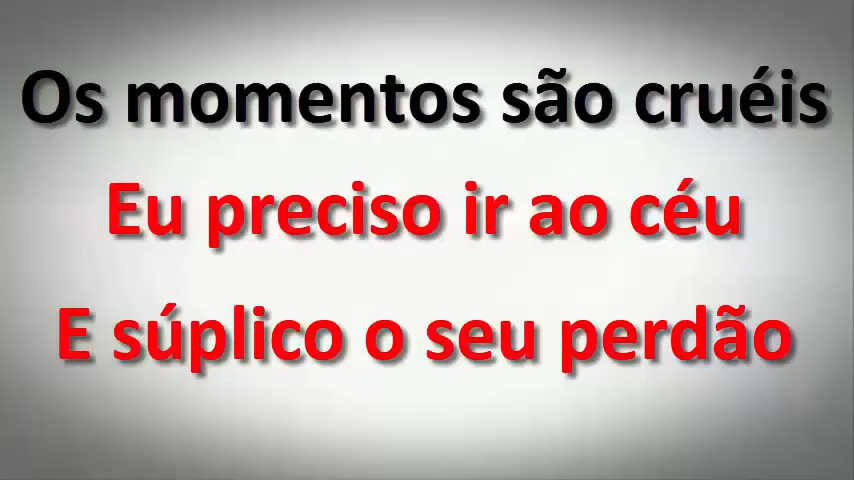 Os momentos são cruéis
Eu preciso ir ao céu
E súplico o seu perdão